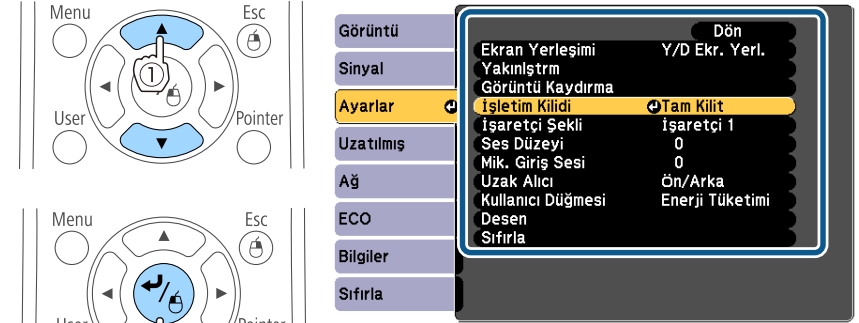 Menu
Esc
1
User
Pointer
Menu
Esc
User
Pointer
Görüntü
Sinyal
Ayarlar
Uzatılmış
Ağ
ECO
Bilgiler
Sıfırla
Dön
Ekran Yerleşimi Y/D Ekr. Yerl.
Yakınlştrm
Görüntü Kaydırma
İşletim Kilidi Tam Kilit
İşaretçi Şekli İşaretçi 1
Ses Düzeyi 0
Mik. Giriş Sesi 0
Uzak Alıcı Ön/Arka
Kullanıcı Düğmesi Enerji Tüketimi
Desen
Sıfırla